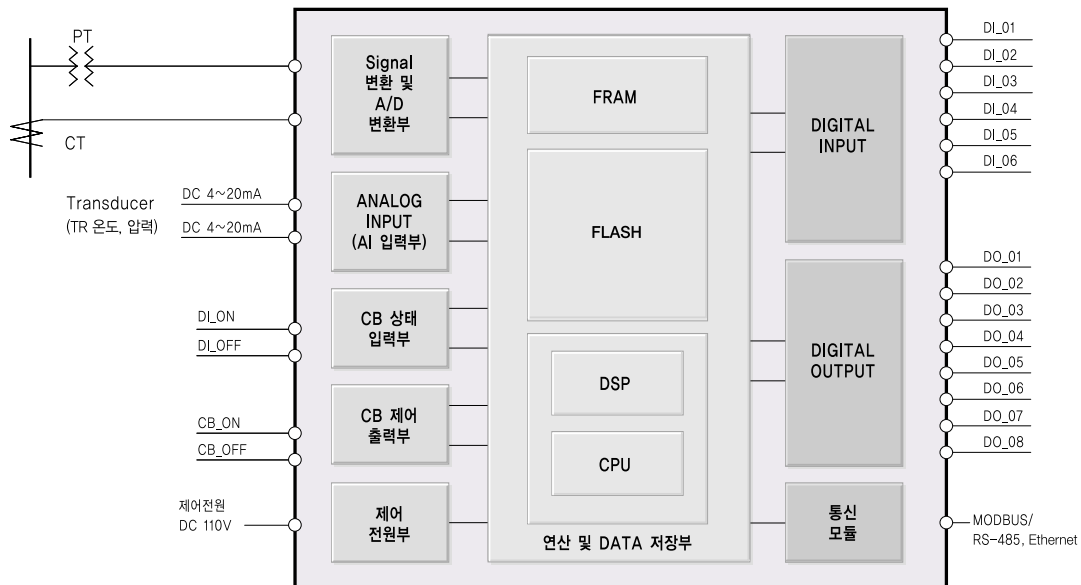 PT
CT
Transducer
(TR 온도, 압력)
DC 4~20mA
DC 4~20mA
DI_ON
DI_OFF
CB_ON
CB_OFF
제어전원
DC 110V
Signal
변환 및
A/D
변환부
ANALOG
INPUT
(AI 입력부)
CB 상태
입력부
CB 제어
출력부
제어
전원부
FRAM
FLASH
DSP
CPU
연산 및 DATA 저장부
DIGITAL
INPUT
DIGITAL
OUTPUT
통신
모듈
DI_01
DI_02
DI_03
DI_04
DI_05
DI_06
DO_01
DO_02
DO_03
DO_04
DO_05
DO_06
DO_07
DO_08
MODBUS/
RS-485, Ethernet